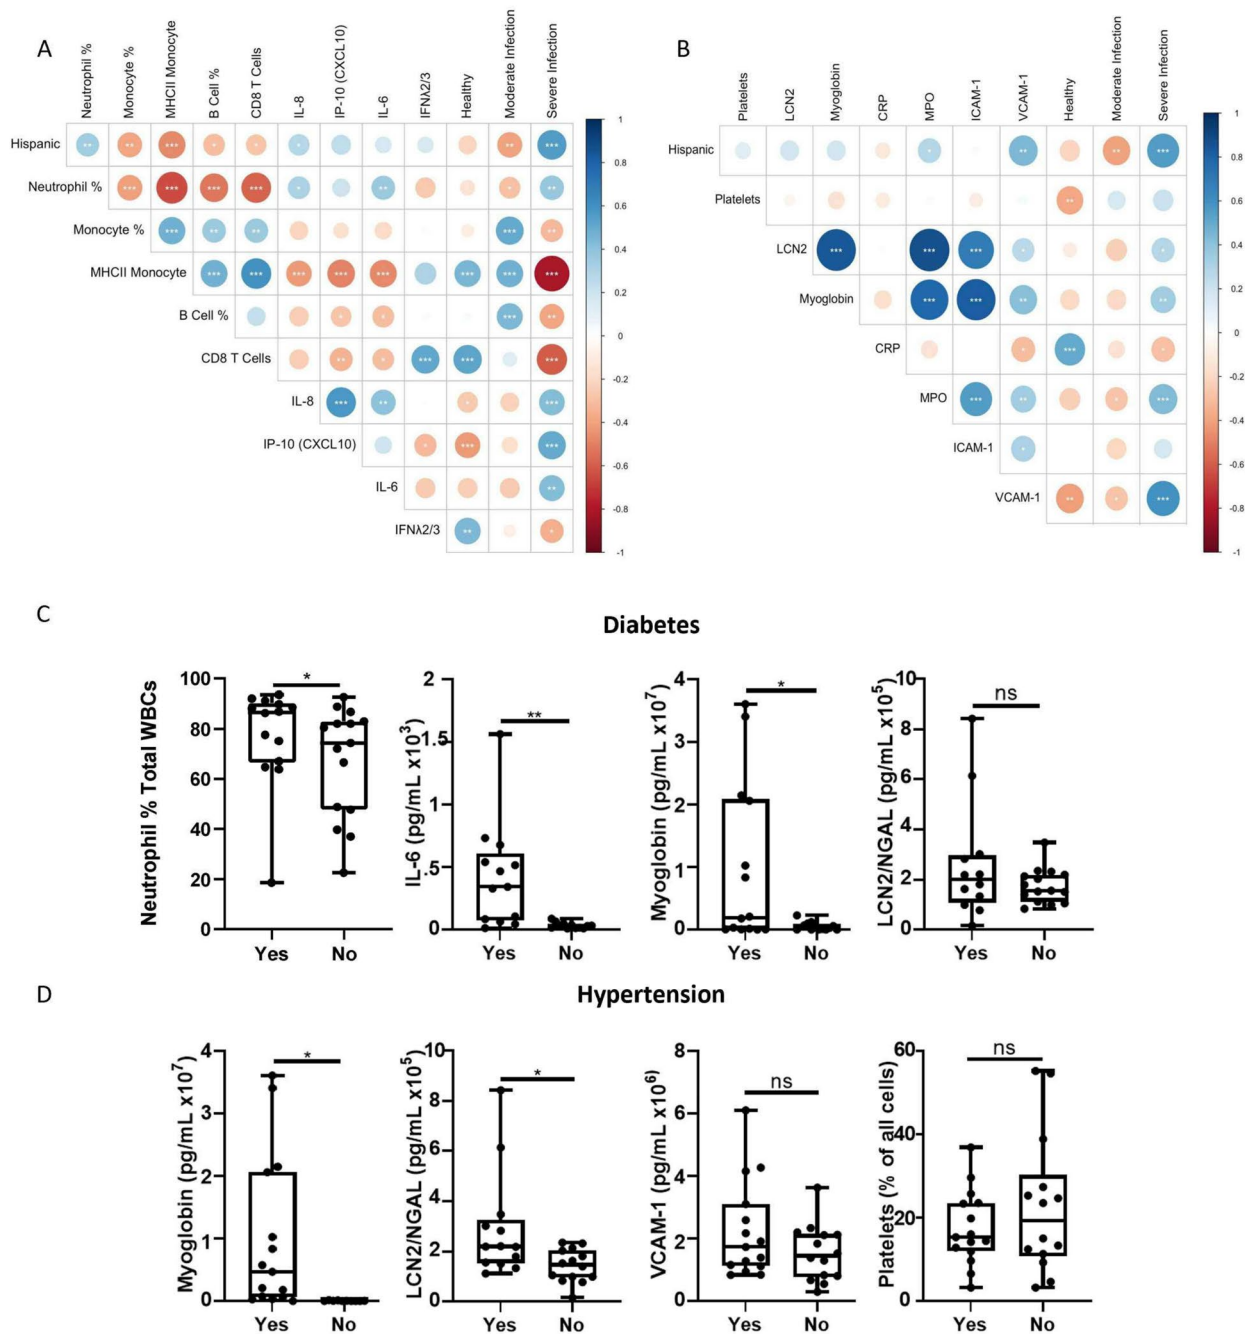 A
Neutrophil %
Monocyte %
MHCII Monocyte
B Cell %
CD8 T Cells
IL-8
IP-10 (CXCL10)
IL-6
IFNλ2/3
Healthy
Moderate Infection
Severe Infection
Hispanic
** ** *** * * * ** ***
Neutrophil %
*** *** *** *** * ** * **
Monocyte %
*** ** ** *** **
MHCII Monocyte
*** *** *** *** *** *** *** ***
B Cell %
* * *** **
CD8 T Cells
** * *** *** ***
IL-8
*** ** * ***
IP-10 (CXCL10)
* *** ***
IL-6
**
IFNλ2/3
** *
1
0.8
0.6
0.4
0.2
0
-0.2
-0.4
-0.6
-0.8
-1
B
Platelets
LCN2
Myoglobin
CRP
MPO
ICAM-1
VCAM-1
Healthy
Moderate Infection
Severe Infection
Hispanic
* ** ** ***
Platelets
**
LCN2
*** *** *** * *
Myoglobin
*** *** ** **
CRP
* *** *
MPO
*** ** * ***
ICAM-1
*
VCAM-1
** * ***
1
0.8
0.6
0.4
0.2
0
-0.2
-0.4
-0.6
-0.8
-1
C
Diabetes
Neutrophil % Total WBCs
100
80
60
40
20
0
*
Yes No
IL-6 (pg/mL x10³)
2
1.5
1
.5
0
**
Yes No
Myoglobin (pg/mL x10⁷)
4
3
2
1
0
*
Yes No
LCN2/NGAL (pg/mL x10⁵)
10
8
6
4
2
0
ns
Yes No
D
Hypertension
Myoglobin (pg/mL x10⁷)
4
3
2
1
0
*
Yes No
LCN2/NGAL (pg/mL x10⁵)
10
8
6
4
2
0
*
Yes No
VCAM-1 (pg/mL x10⁶)
8
6
4
2
0
ns
Yes No
Platelets (% of all cells)
60
40
20
0
ns
Yes No